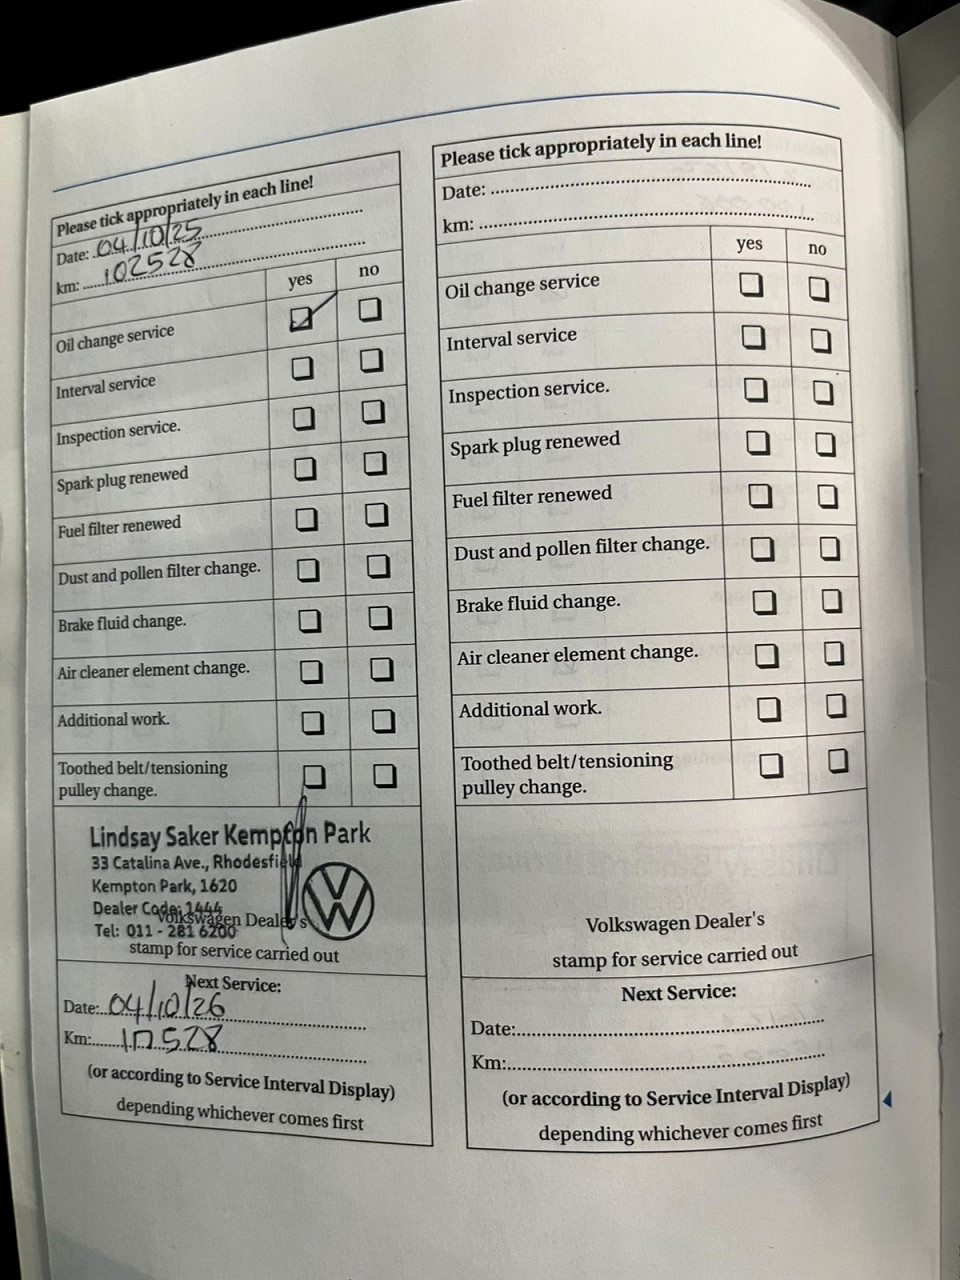 Please tick appropriately in each line!
Date: 04/10/25
km: 102528
yes no
Oil change service
Interval service
Inspection service.
Spark plug renewed
Fuel filter renewed
Dust and pollen filter change.
Brake fluid change.
Air cleaner element change.
Additional work.
Toothed belt/tensioning
pulley change.
Lindsay Saker Kempton Park
33 Catalina Ave., Rhodesfield
Kempton Park, 1620
Dealer Code: 1444
Volkswagen Dealer's
Tel: 011 - 281 6200
stamp for service carried out
Next Service:
Date: 04/10/26
Km:
(or according to Service Interval Display)
depending whichever comes first
Please tick appropriately in each line!
Date:
km:
yes no
Oil change service
Interval service
Inspection service.
Spark plug renewed
Fuel filter renewed
Dust and pollen filter change.
Brake fluid change.
Air cleaner element change.
Additional work.
Toothed belt/tensioning
pulley change.
Volkswagen Dealer's
stamp for service carried out
Next Service:
Date:
Km:
(or according to Service Interval Display)
depending whichever comes first